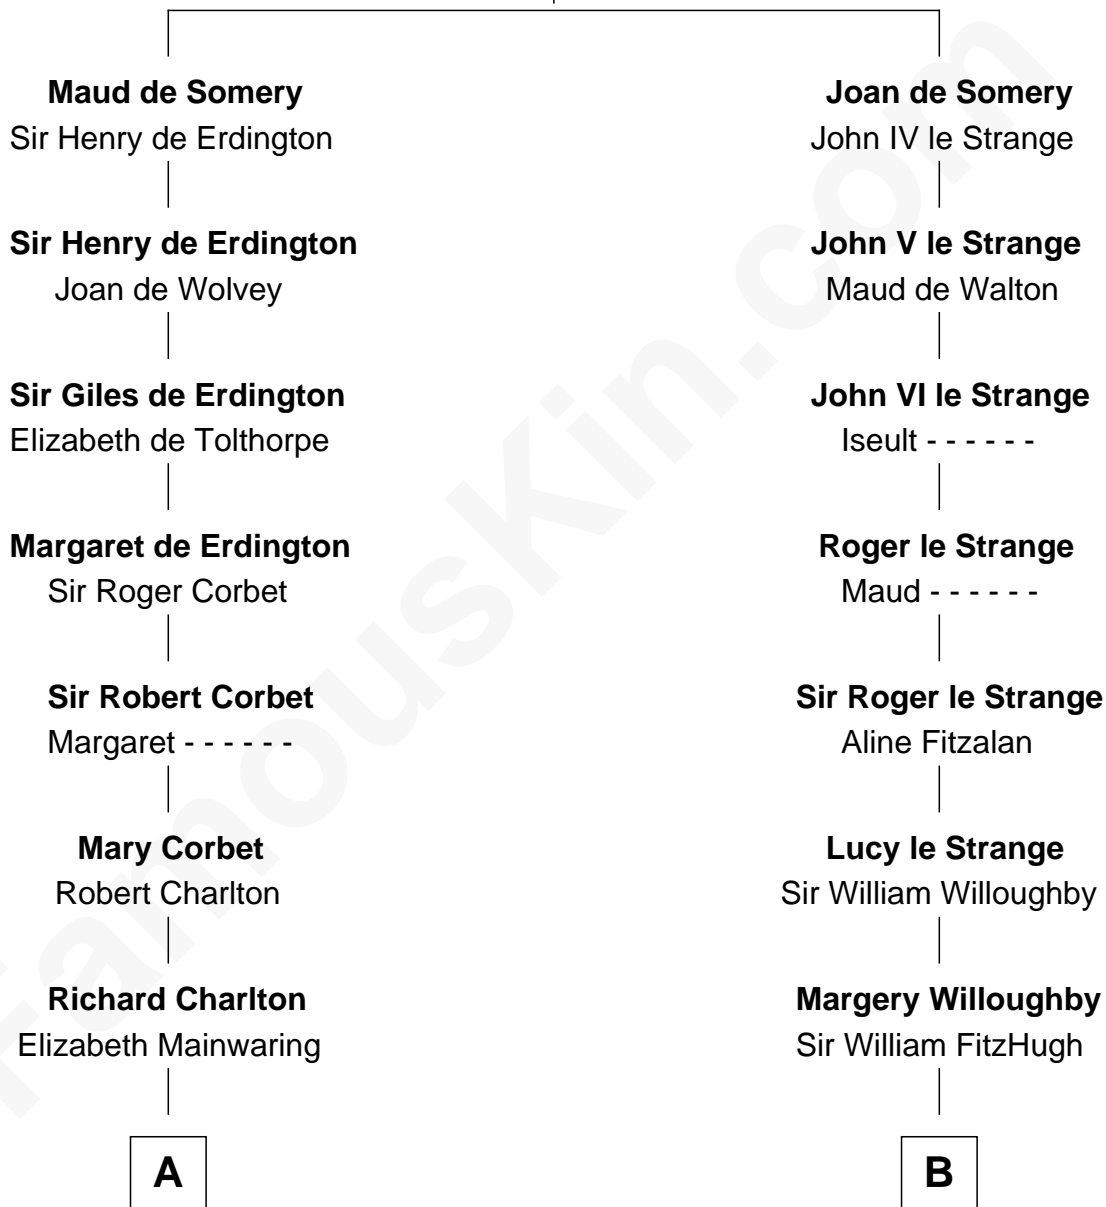 Maud de Somery
Sir Henry de Erdington
Sir Henry de Erdington
Joan de Wolvey
Sir Giles de Erdington
Elizabeth de Tolthorpe
Margaret de Erdington
Sir Roger Corbet
Sir Robert Corbet
Margaret - - - - - -
Mary Corbet
Robert Charlton
Richard Charlton
Elizabeth Mainwaring
A
Joan de Somery
John IV le Strange
John V le Strange
Maud de Walton
John VI le Strange
Iseult - - - - - -
Roger le Strange
Maud - - - - - -
Sir Roger le Strange
Aline Fitzalan
Lucy le Strange
Sir William Willoughby
Margery Willoughby
Sir William FitzHugh
B
FamousKin.com